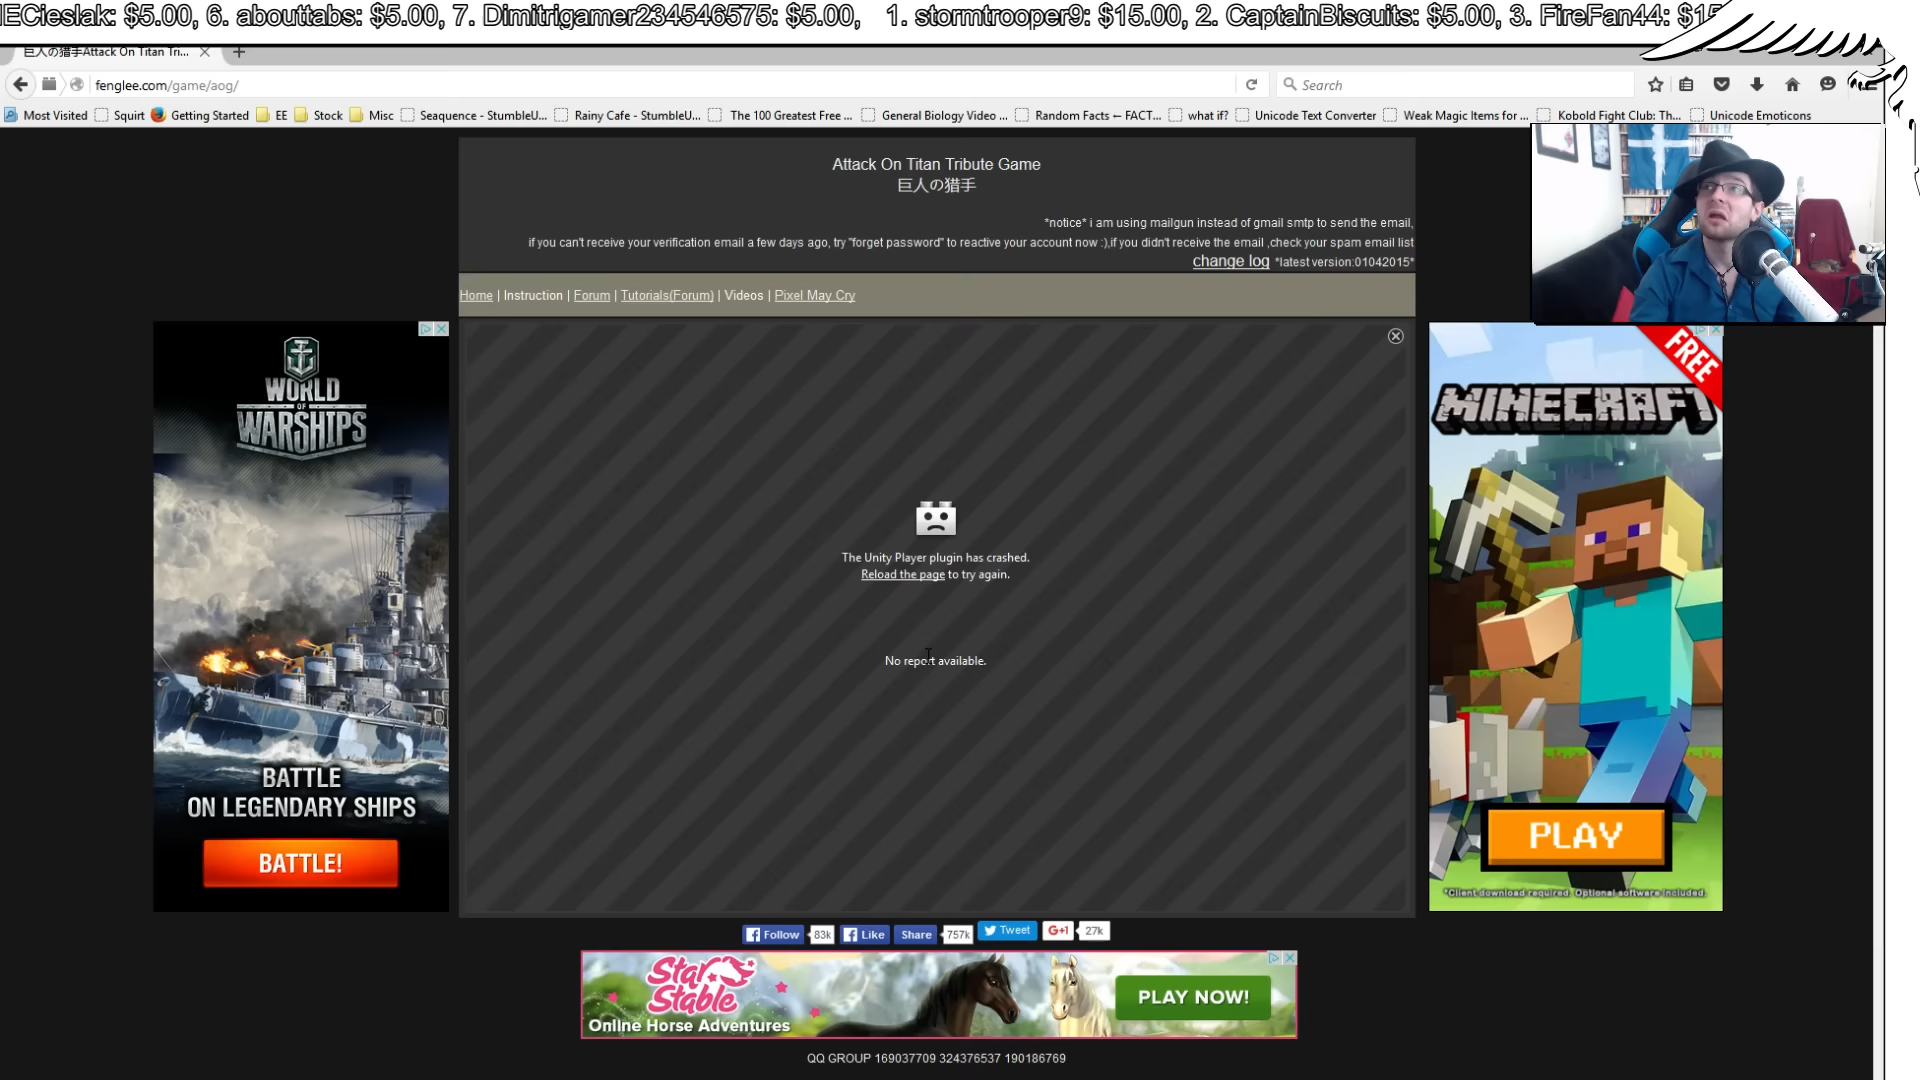 IECieslak: $5.00, 6. abouttabs: $5.00, 7. Dimitrigamer234546575: $5.00, 1. stormtrooper9: $15.00, 2. CaptainBiscuits: $5.00, 3. FireFan44: $15
巨人の猎手Attack On Titan Tri...
fenglee.com/game/aog/
Search
Most Visited Squirt Getting Started EE Stock Misc Seaquence - StumbleU... Rainy Cafe - StumbleU... The 100 Greatest Free ... General Biology Video ... Random Facts ← FACT... what if? Unicode Text Converter Weak Magic Items for ... Kobold Fight Club: Th... Unicode Emoticons
Attack On Titan Tribute Game
巨人の猎手
*notice* i am using mailgun instead of gmail smtp to send the email,
if you can't receive your verification email a few days ago, try "forget password" to reactive your account now :),if you didn't receive the email ,check your spam email list
change log *latest version:01042015*
Home | Instruction | Forum | Tutorials(Forum) | Videos | Pixel May Cry
WORLD
OF
WARSHIPS
BATTLE
ON LEGENDARY SHIPS
BATTLE!
The Unity Player plugin has crashed.
Reload the page to try again.
No report available.
FREE
MINECRAFT
PLAY
*Client download required. Optional software included.
Follow 83k Like Share 757k Tweet G+1 27k
Star
Stable
Online Horse Adventures
PLAY NOW!
QQ GROUP 169037709 324376537 190186769